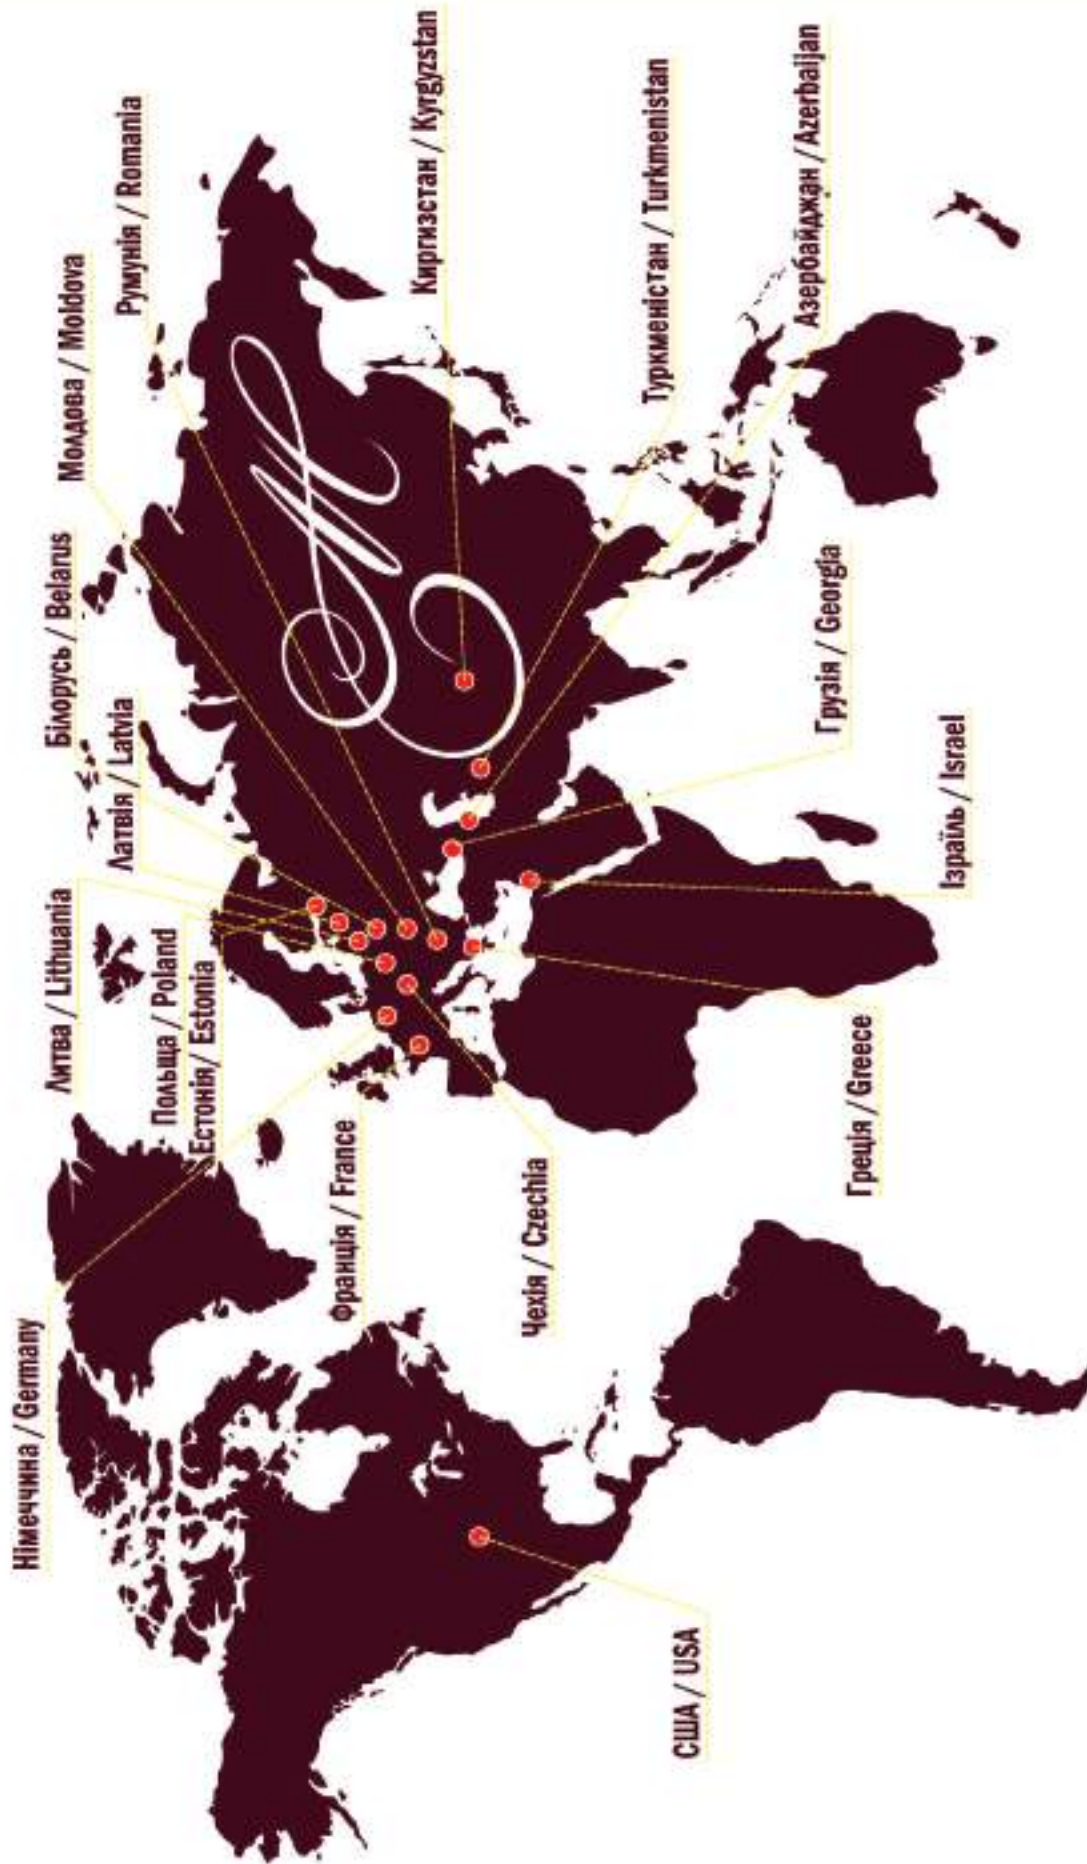 Німеччина / Germany
Литва / Lithuania
Білорусь / Belarus
Молдова / Moldova
Латвія / Latvia
Румунія / Romania
Польща / Poland
Естонія / Estonia
Франція / France
Киргизстан / Kyrgyzstan
Чехія / Czechia
Туркменістан / Turkmenistan
США / USA
Азербайджан / Azerbaijan
Грузія / Georgia
Греція / Greece
Ізраїль / Israel